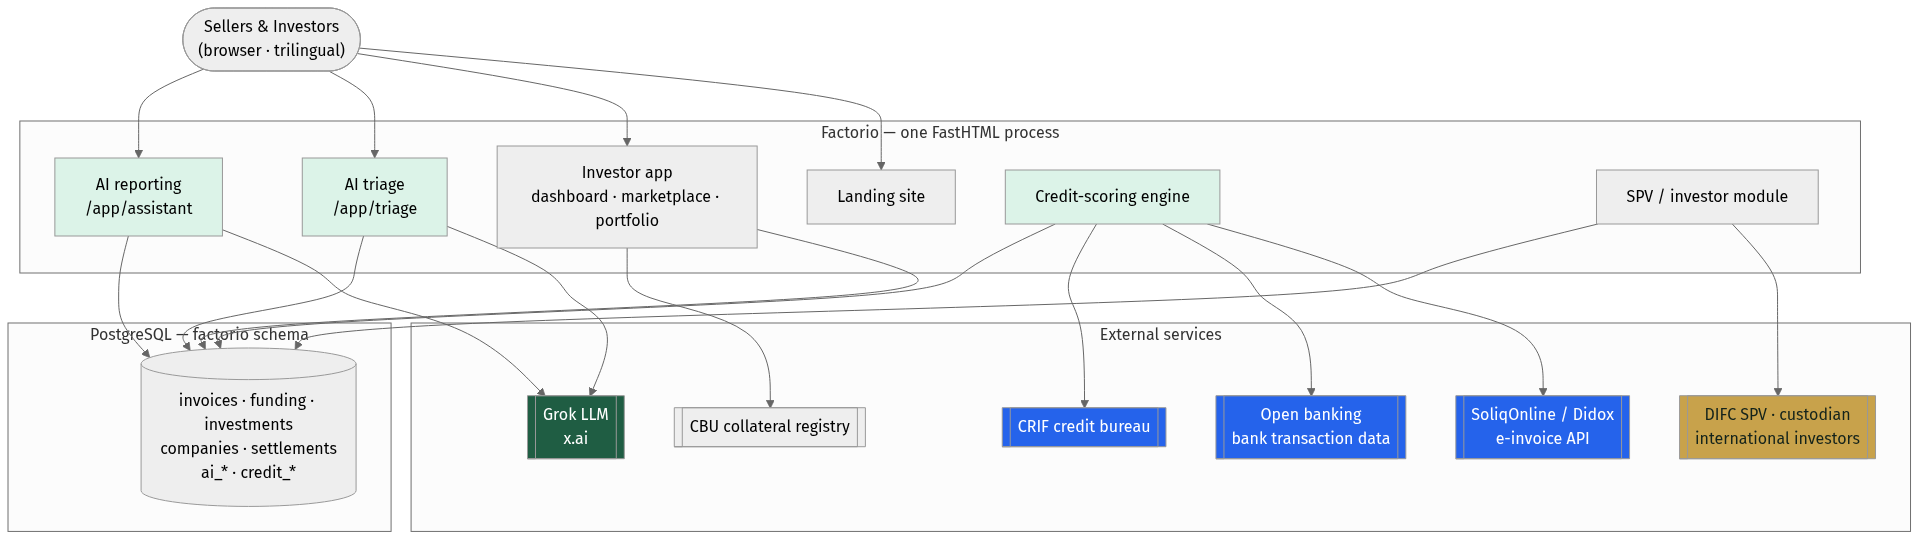 Sellers & Investors
(browser · trilingual)
Factorio — one FastHTML process
AI reporting
/app/assistant
AI triage
/app/triage
Investor app
dashboard · marketplace ·
portfolio
Landing site
Credit-scoring engine
SPV / investor module
PostgreSQL — factorio schema
invoices · funding ·
investments
companies · settlements
ai_* · credit_*
External services
Grok LLM
x.ai
CBU collateral registry
CRIF credit bureau
Open banking
bank transaction data
SoliqOnline / Didox
e-invoice API
DIFC SPV · custodian
international investors